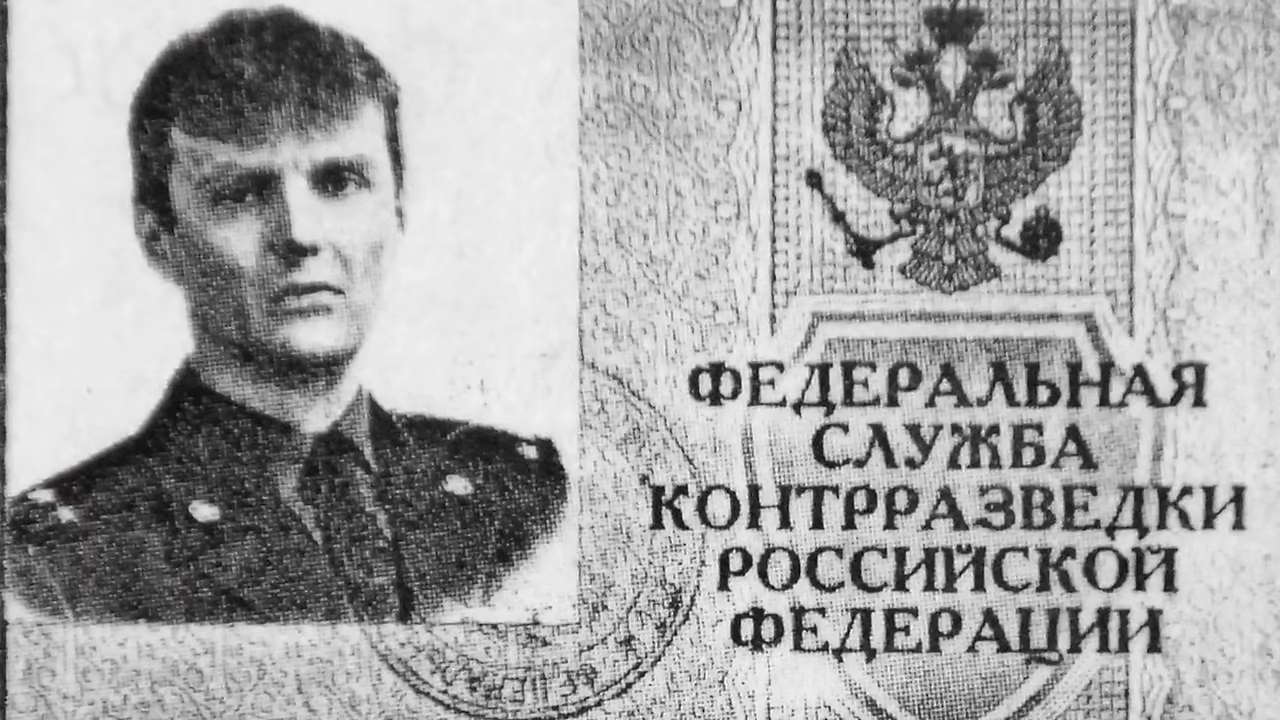 ФЕДЕРАЛЬНАЯ
СЛУЖБА
КОНТРРАЗВЕДКИ
РОССИЙСКОЙ
ФЕДЕРАЦИИ